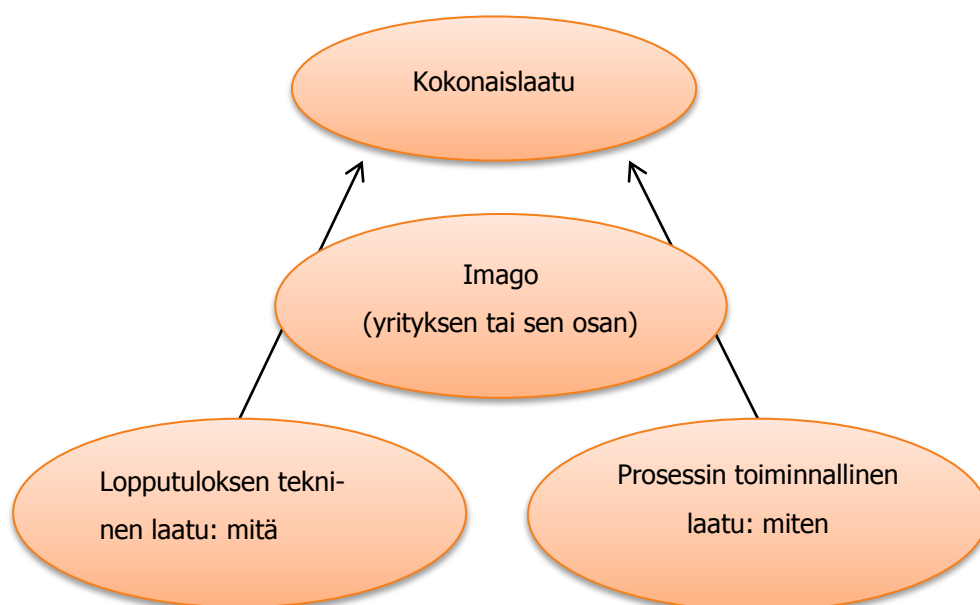 Kokonaislaatu
Imago
(yrityksen tai sen osan)
Lopputuloksen tekni-
nen laatu: mitä
Prosessin toiminnallinen
laatu: miten